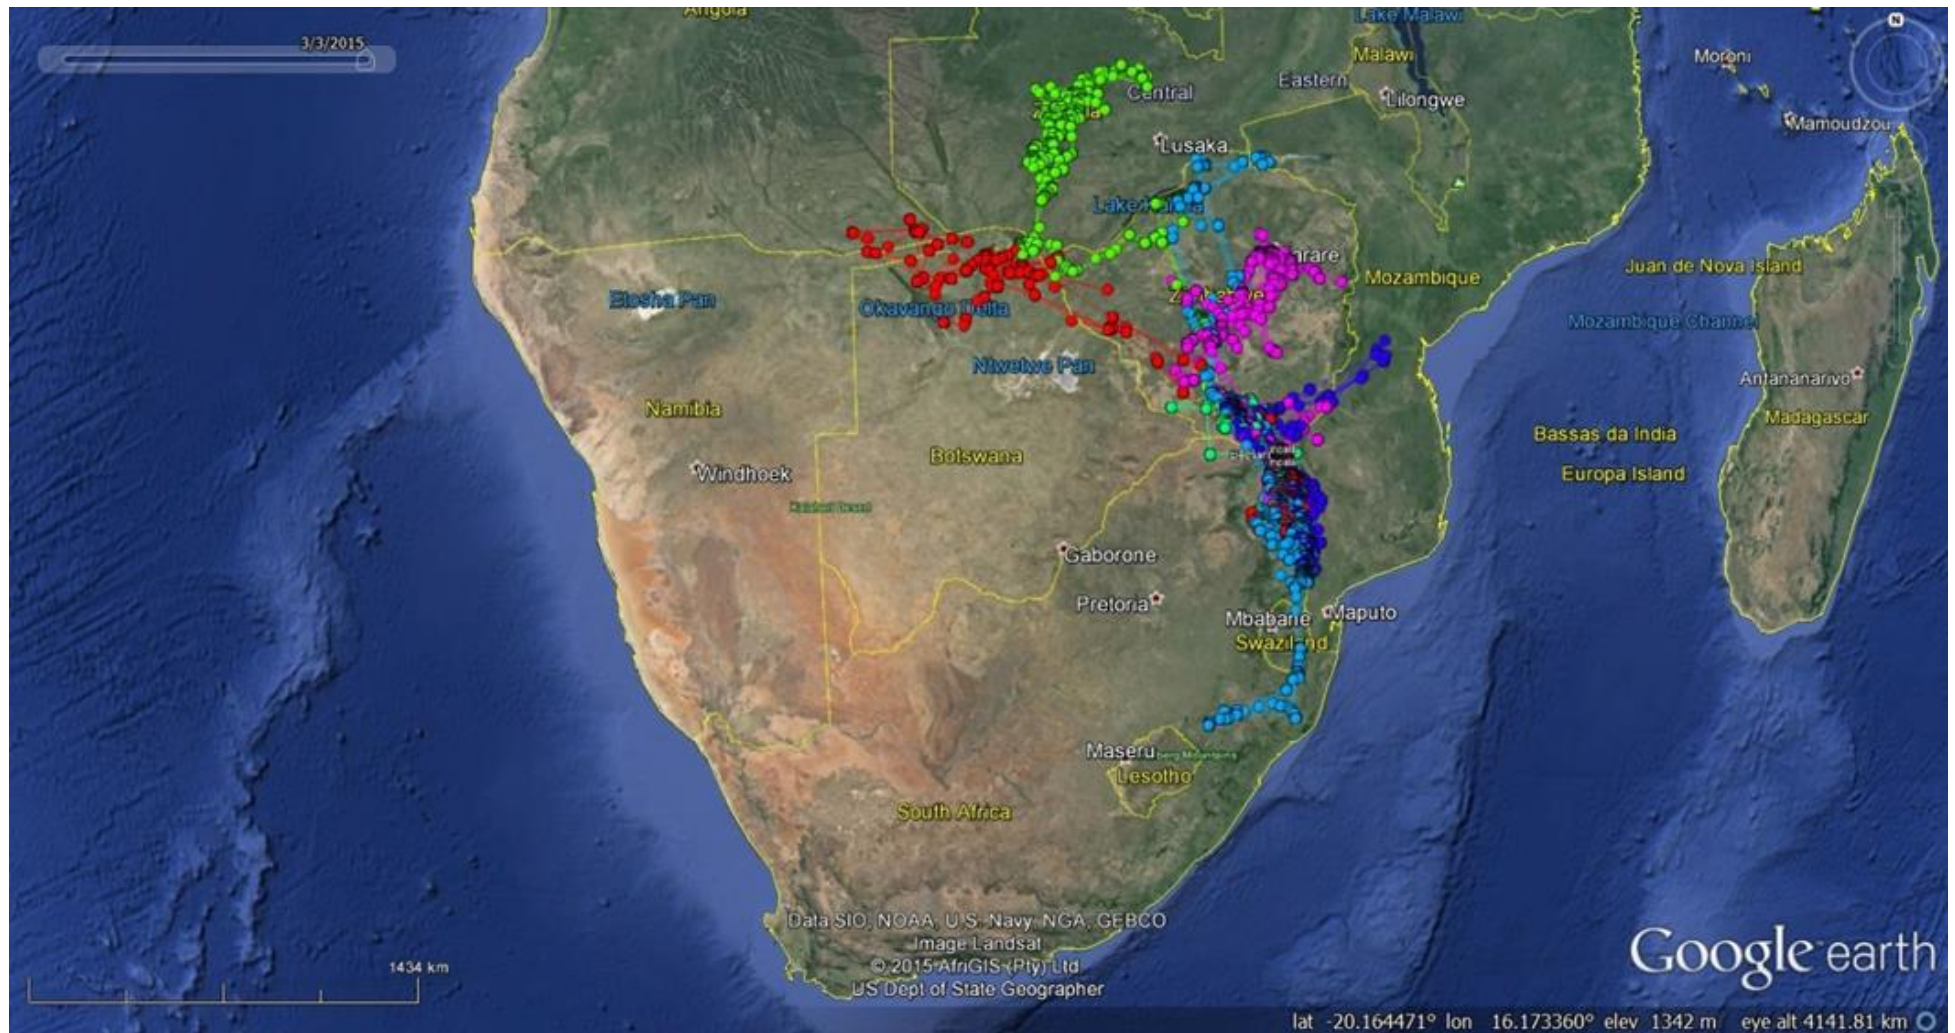 Angola
Lake Malawi
N
3/3/2015
Malawi
Moroni
Central
Eastern
Lilongwe
Mamoudzou
Lusaka
Harare
Mozambique
Juan de Nova Island
Etosha Pan
Okavango Delta
Mozambique Channel
Ntwetwe Pan
Antananarivo
Namibia
Madagascar
Bassas da India
Botswana
Europa Island
Windhoek
Kalahari Desert
Gaborone
Pretoria
Mbabane
Maputo
Swaziland
Maseru
Lesotho
South Africa
Data SIO, NOAA, U.S. Navy, NGA, GEBCO
Image Landsat
© 2015 AfriGIS (Pty) Ltd.
US Dept of State Geographer
Google earth
1434 km
lat -20.164471° lon 16.173360° elev 1342 m eye alt 4141.81 km